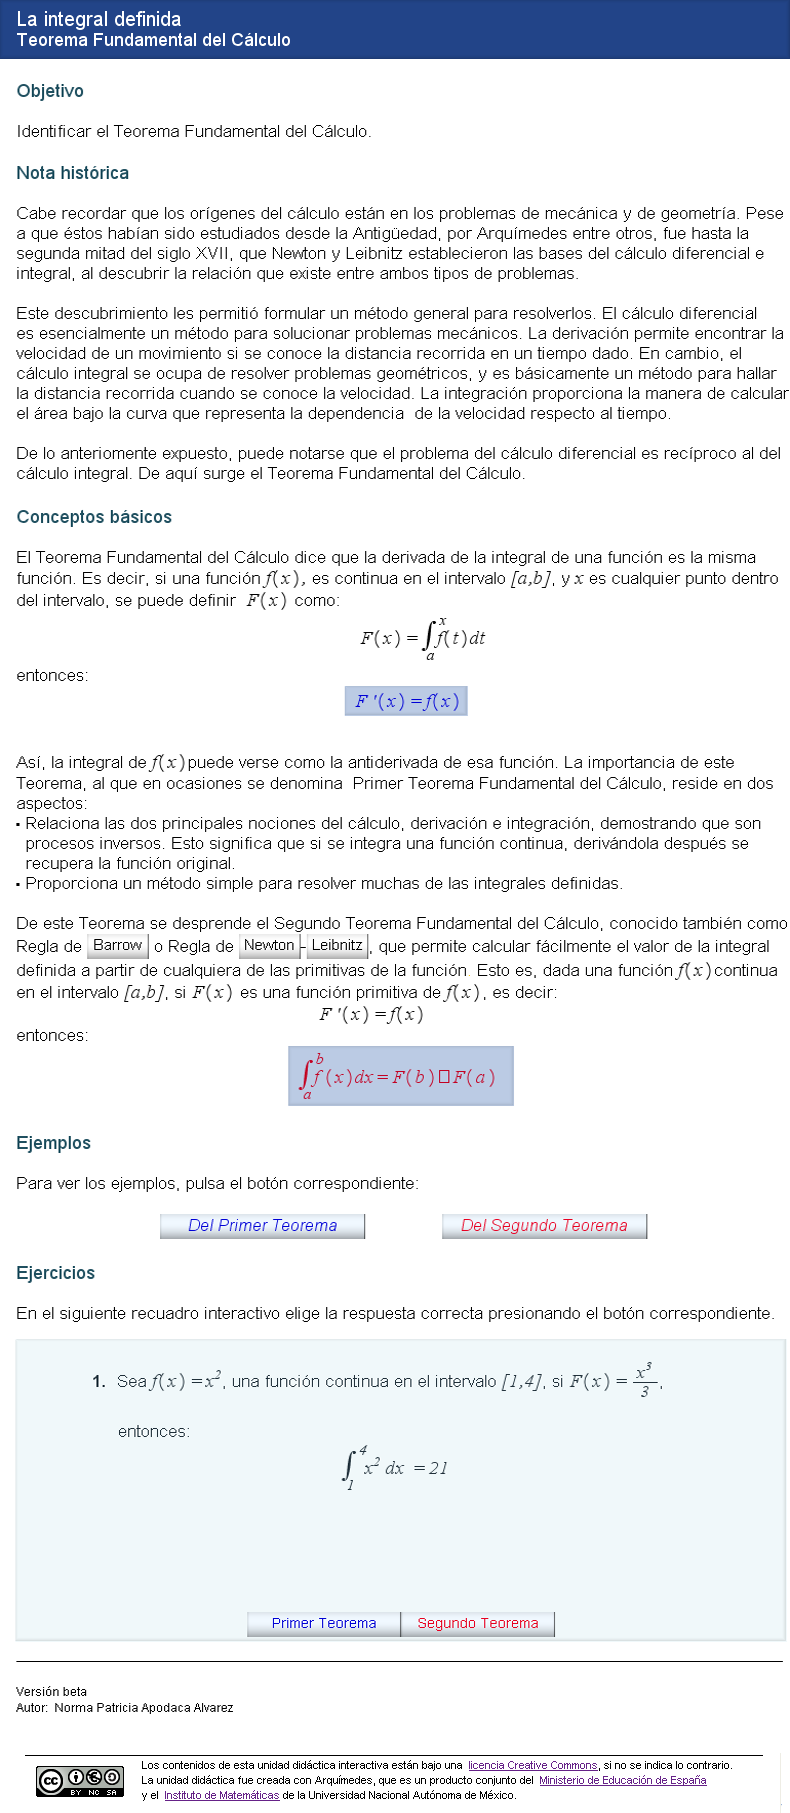 La integral definida
Teorema Fundamental del Cálculo
Objetivo
Identificar el Teorema Fundamental del Cálculo.
Nota histórica
Cabe recordar que los orígenes del cálculo están en los problemas de mecánica y de geometría. Pese
a que éstos habían sido estudiados desde la Antigüedad, por Arquímedes entre otros, fue hasta la
segunda mitad del siglo XVII, que Newton y Leibnitz establecieron las bases del cálculo diferencial e
integral, al descubrir la relación que existe entre ambos tipos de problemas.
Este descubrimiento les permitió formular un método general para resolverlos. El cálculo diferencial
es esencialmente un método para solucionar problemas mecánicos. La derivación permite encontrar la
velocidad de un movimiento si se conoce la distancia recorrida en un tiempo dado. En cambio, el
cálculo integral se ocupa de resolver problemas geométricos, y es básicamente un método para hallar
la distancia recorrida cuando se conoce la velocidad. La integración proporciona la manera de calcular
el área bajo la curva que representa la dependencia de la velocidad respecto al tiempo.
De lo anteriomente expuesto, puede notarse que el problema del cálculo diferencial es recíproco al del
cálculo integral. De aquí surge el Teorema Fundamental del Cálculo.
Conceptos básicos
El Teorema Fundamental del Cálculo dice que la derivada de la integral de una función es la misma
función. Es decir, si una función f(x), es continua en el intervalo [a,b], y x es cualquier punto dentro
del intervalo, se puede definir F(x) como:
F(x) = ∫ₐˣ f(t) dt
entonces:
F '(x) = f(x)
Así, la integral de f(x) puede verse como la antiderivada de esa función. La importancia de este
Teorema, al que en ocasiones se denomina Primer Teorema Fundamental del Cálculo, reside en dos
aspectos:
▪ Relaciona las dos principales nociones del cálculo, derivación e integración, demostrando que son
procesos inversos. Esto significa que si se integra una función continua, derivándola después se
recupera la función original.
▪ Proporciona un método simple para resolver muchas de las integrales definidas.
De este Teorema se desprende el Segundo Teorema Fundamental del Cálculo, conocido también como
Regla de Barrow o Regla de Newton-Leibnitz, que permite calcular fácilmente el valor de la integral
definida a partir de cualquiera de las primitivas de la función. Esto es, dada una función f(x) continua
en el intervalo [a,b], si F(x) es una función primitiva de f(x), es decir:
F '(x) = f(x)
entonces:
∫ₐᵇ f(x) dx = F(b) □ F(a)
Ejemplos
Para ver los ejemplos, pulsa el botón correspondiente:
Del Primer Teorema Del Segundo Teorema
Ejercicios
En el siguiente recuadro interactivo elige la respuesta correcta presionando el botón correspondiente.
1. Sea f(x) = x², una función continua en el intervalo [1,4], si F(x) = x³/3,
entonces:
∫₁⁴ x² dx = 21
Primer Teorema Segundo Teorema
Versión beta
Autor: Norma Patricia Apodaca Alvarez
Los contenidos de esta unidad didáctica interactiva están bajo una licencia Creative Commons, si no se indica lo contrario.
La unidad didáctica fue creada con Arquímedes, que es un producto conjunto del Ministerio de Educación de España
y el Instituto de Matemáticas de la Universidad Nacional Autónoma de México.
cc BY NC SA